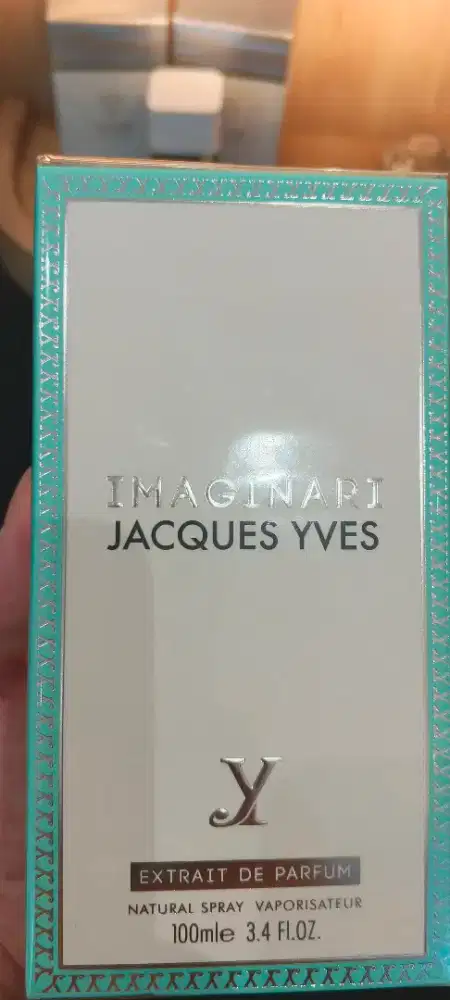 IMAGINARI
JACQUES YVES
JY
EXTRAIT DE PARFUM
NATURAL SPRAY VAPORISATEUR
100mle 3.4 Fl.OZ.